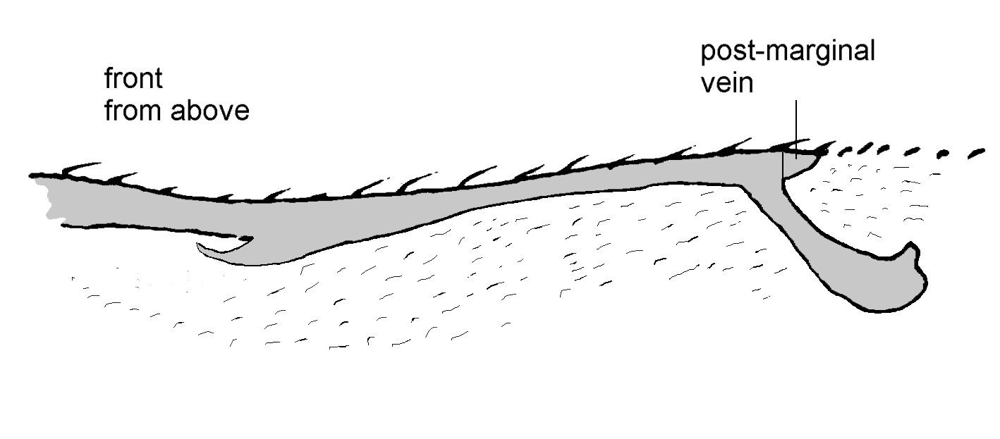 front
from above
post-marginal
vein